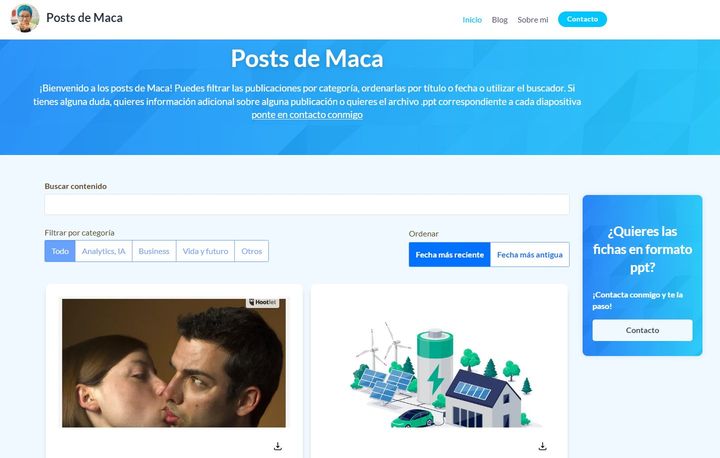 Posts de Maca
Inicio
Blog
Sobre mi
Contacto
Posts de Maca
¡Bienvenido a los posts de Maca! Puedes filtrar las publicaciones por categoría, ordenarlas por título o fecha o utilizar el buscador. Si
tienes alguna duda, quieres información adicional sobre alguna publicación o quieres el archivo .ppt correspondiente a cada diapositiva
ponte en contacto conmigo
Buscar contenido
Filtrar por categoría
Todo
Analytics, IA
Business
Vida y futuro
Otros
Ordenar
Fecha más reciente
Fecha más antigua
¿Quieres las
fichas en formato
ppt?
¡Contacta conmigo y te la
paso!
Contacto
Hootlet